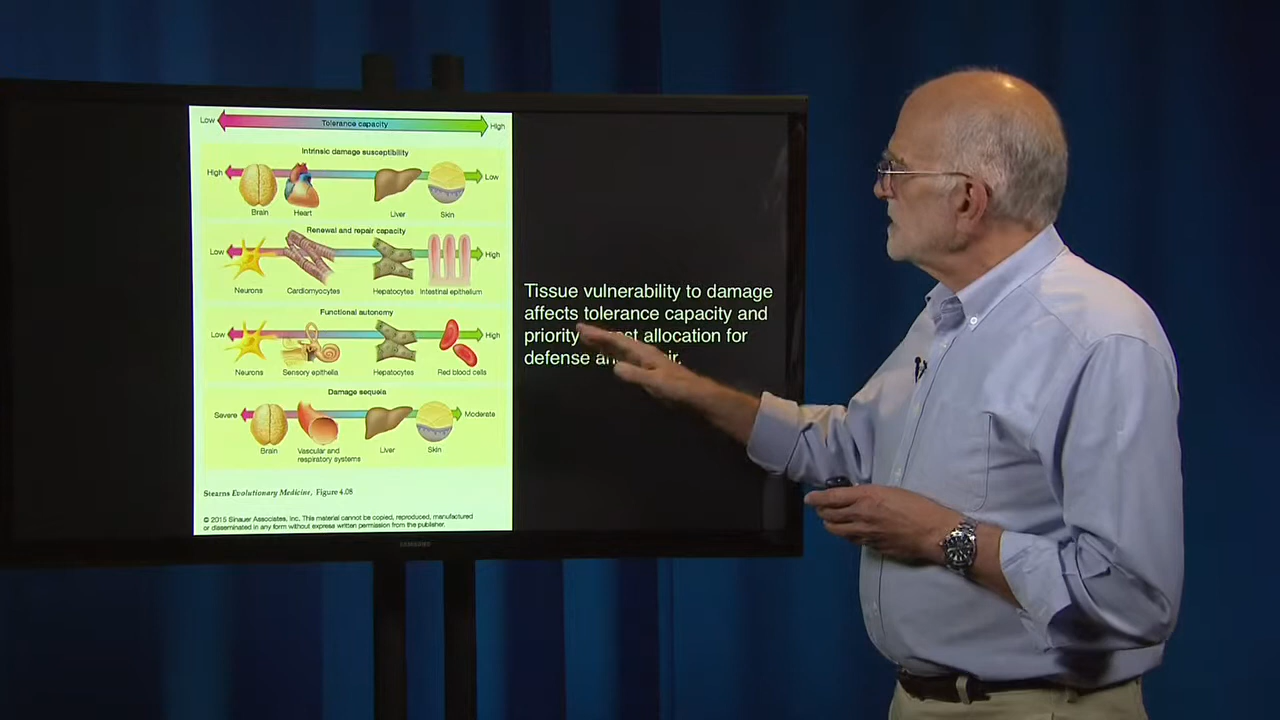 Low Tolerance capacity High
Intrinsic damage susceptibility
High Low
Brain Heart Liver Skin
Renewal and repair capacity
Low High
Neurons Cardiomyocytes Hepatocytes Intestinal epithelium
Functional autonomy
Low High
Neurons Sensory epithelia Hepatocytes Red blood cells
Damage sequela
Severe Moderate
Brain Vascular and respiratory systems Liver Skin
Stearns Evolutionary Medicine, Figure 4.08
© 2015 Sinauer Associates, Inc. This material cannot be copied, reproduced, manufactured
or disseminated in any form without express written permission from the publisher.
Tissue vulnerability to damage
affects tolerance capacity and
priority allocation for
defense
SAMSUNG